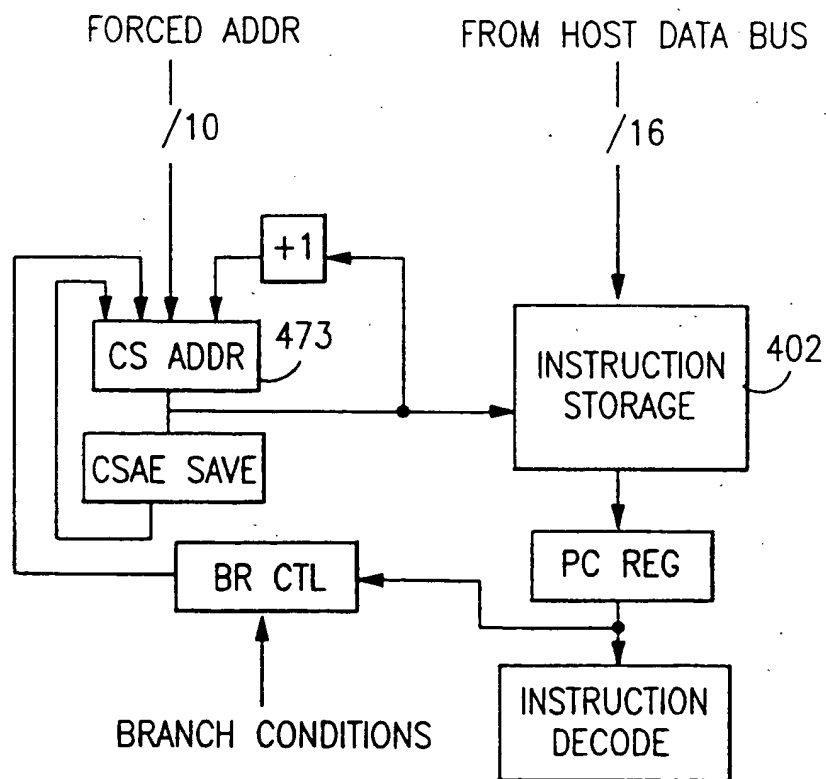 FORCED ADDR
FROM HOST DATA BUS
/10
/16
+1
CS ADDR
473
INSTRUCTION
STORAGE
402
CSAE SAVE
BR CTL
PC REG
BRANCH CONDITIONS
INSTRUCTION
DECODE